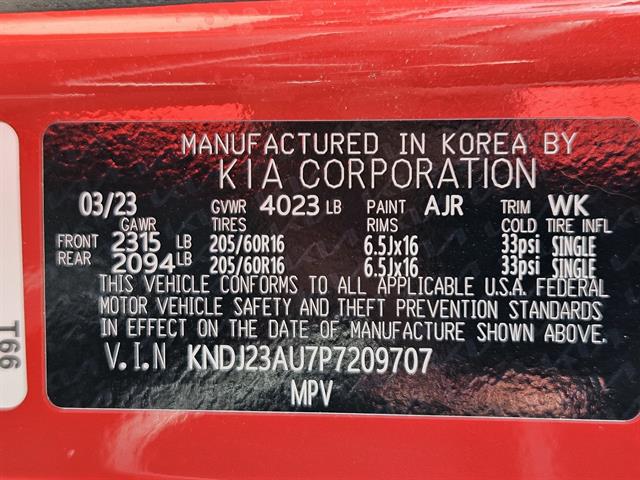 MANUFACTURED IN KOREA BY
KIA CORPORATION
03/23 GVWR 4023 LB PAINT AJR TRIM WK
GAWR TIRES RIMS COLD TIRE INFL
FRONT 2315 LB 205/60R16 6.5Jx16 33psi SINGLE
REAR 2094 LB 205/60R16 6.5Jx16 33psi SINGLE
THIS VEHICLE CONFORMS TO ALL APPLICABLE U.S.A. FEDERAL
MOTOR VEHICLE SAFETY AND THEFT PREVENTION STANDARDS
IN EFFECT ON THE DATE OF MANUFACTURE SHOWN ABOVE.
V.I.N KNDJ23AU7P7209707
MPV
T66